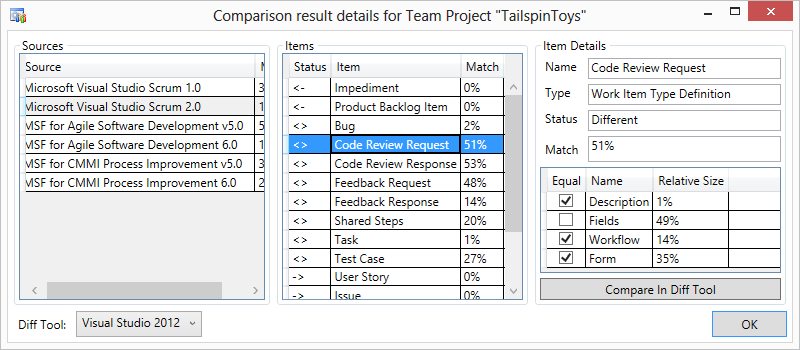 Comparison result details for Team Project "TailspinToys"
Sources
Source
Microsoft Visual Studio Scrum 1.0 3
Microsoft Visual Studio Scrum 2.0 1
MSF for Agile Software Development v5.0 5
MSF for Agile Software Development 6.0 1
MSF for CMMI Process Improvement v5.0 3
MSF for CMMI Process Improvement 6.0 2
Items
Status Item Match
<- Impediment 0%
<- Product Backlog Item 0%
<> Bug 2%
<> Code Review Request 51%
<> Code Review Response 53%
<> Feedback Request 48%
<> Feedback Response 14%
<> Shared Steps 20%
<> Task 1%
<> Test Case 27%
-> User Story 0%
-> Issue 0%
Item Details
Name Code Review Request
Type Work Item Type Definition
Status Different
Match 51%
Equal Name Relative Size
Description 1%
Fields 49%
Workflow 14%
Form 35%
Compare In Diff Tool
Diff Tool: Visual Studio 2012
OK